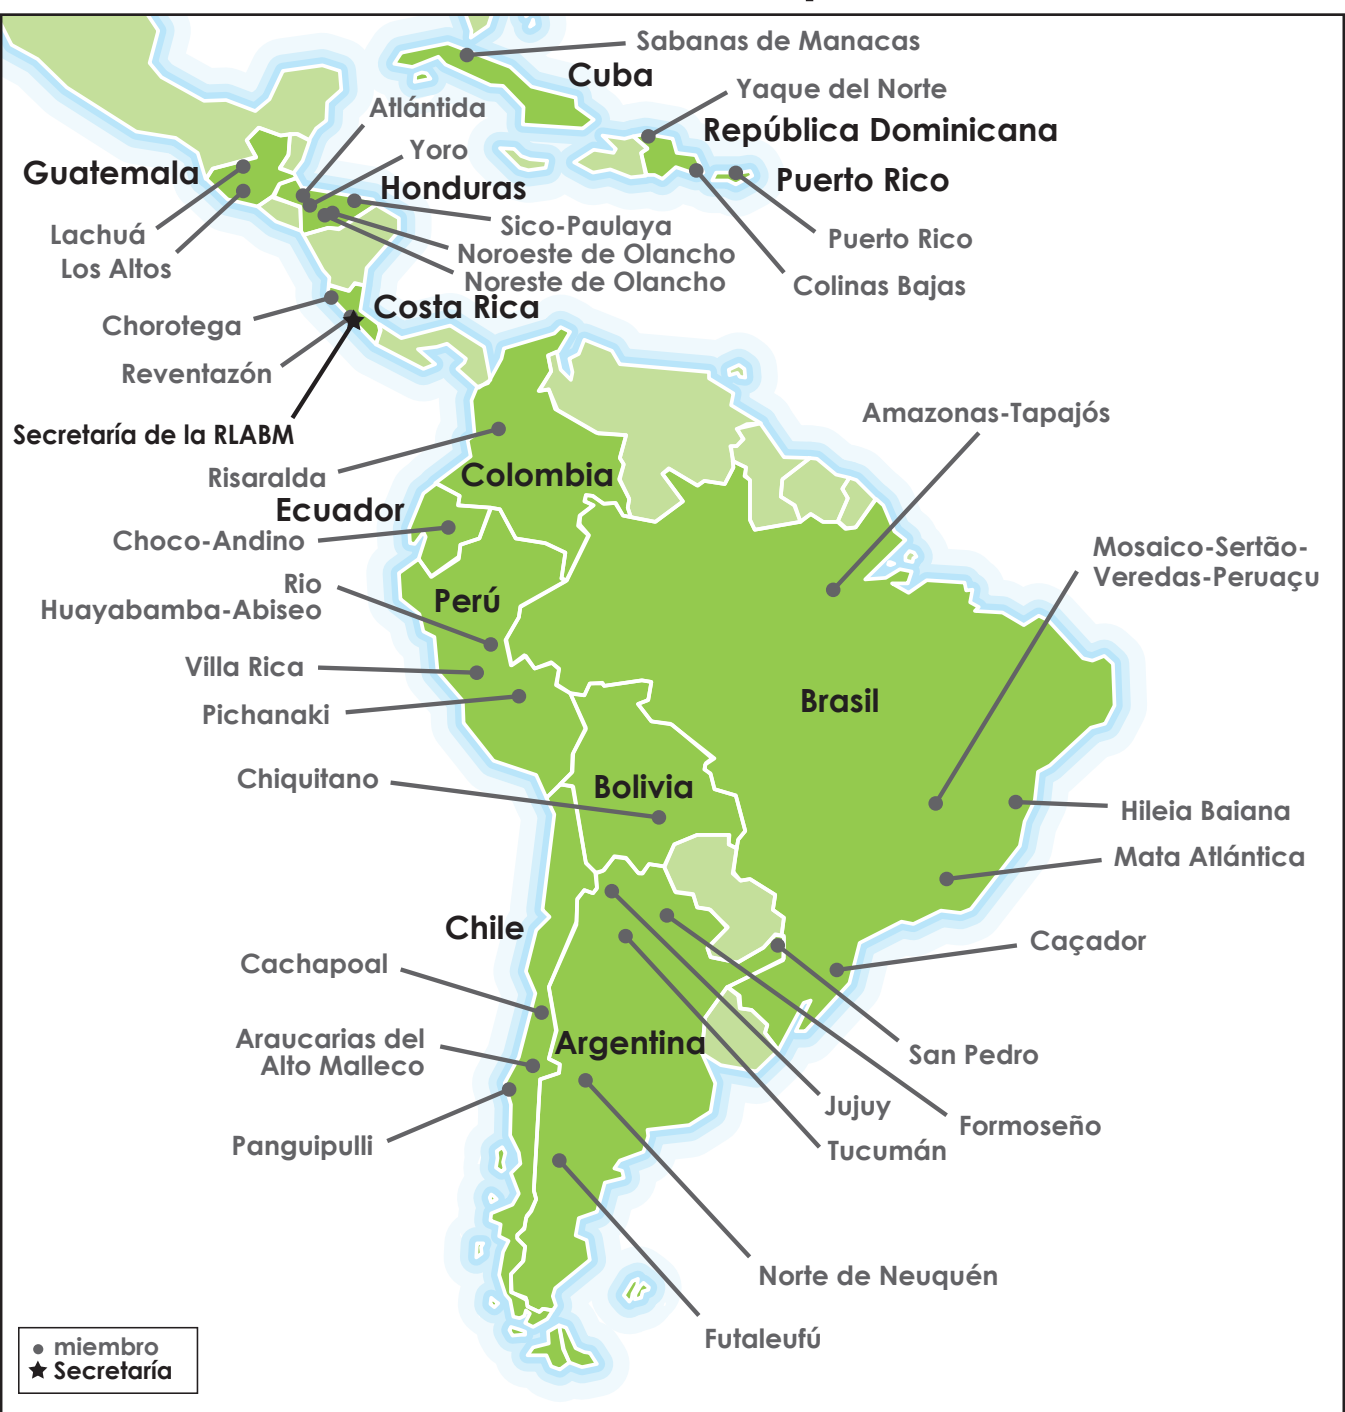 Sabanas de Manacas
Cuba
Yaque del Norte
Atlántida
República Dominicana
Yoro
Guatemala
Honduras
Puerto Rico
Sico-Paulaya
Lachuá
Puerto Rico
Noroeste de Olancho
Los Altos
Noreste de Olancho
Colinas Bajas
Costa Rica
Chorotega
Reventazón
Amazonas-Tapajós
Secretaría de la RLABM
Risaralda
Colombia
Ecuador
Choco-Andino
Mosaico-Sertão-
Veredas-Peruaçu
Rio
Huayabamba-Abiseo
Perú
Villa Rica
Brasil
Pichanaki
Chiquitano
Bolivia
Hileia Baiana
Mata Atlántica
Chile
Caçador
Cachapoal
Araucarias del
Alto Malleco
Argentina
San Pedro
Jujuy
Formoseño
Panguipulli
Tucumán
Norte de Neuquén
Futaleufú
miembro
Secretaría